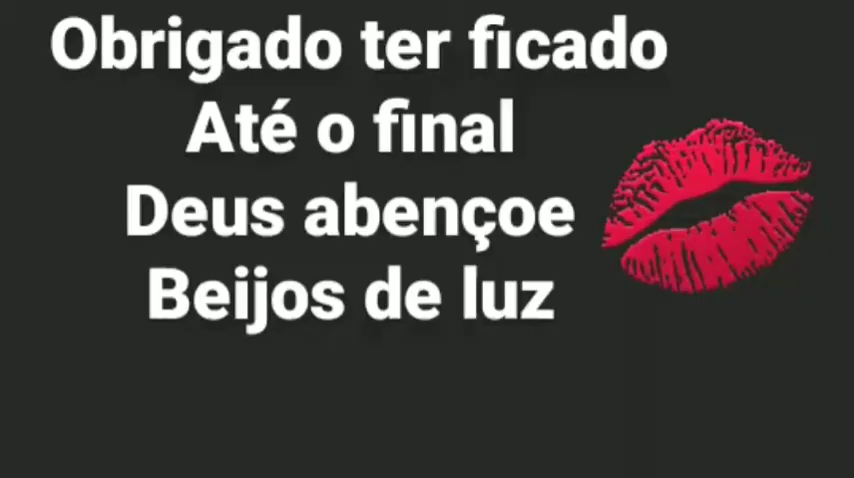 Obrigado ter ficado
Até o final
Deus abençoe
Beijos de luz